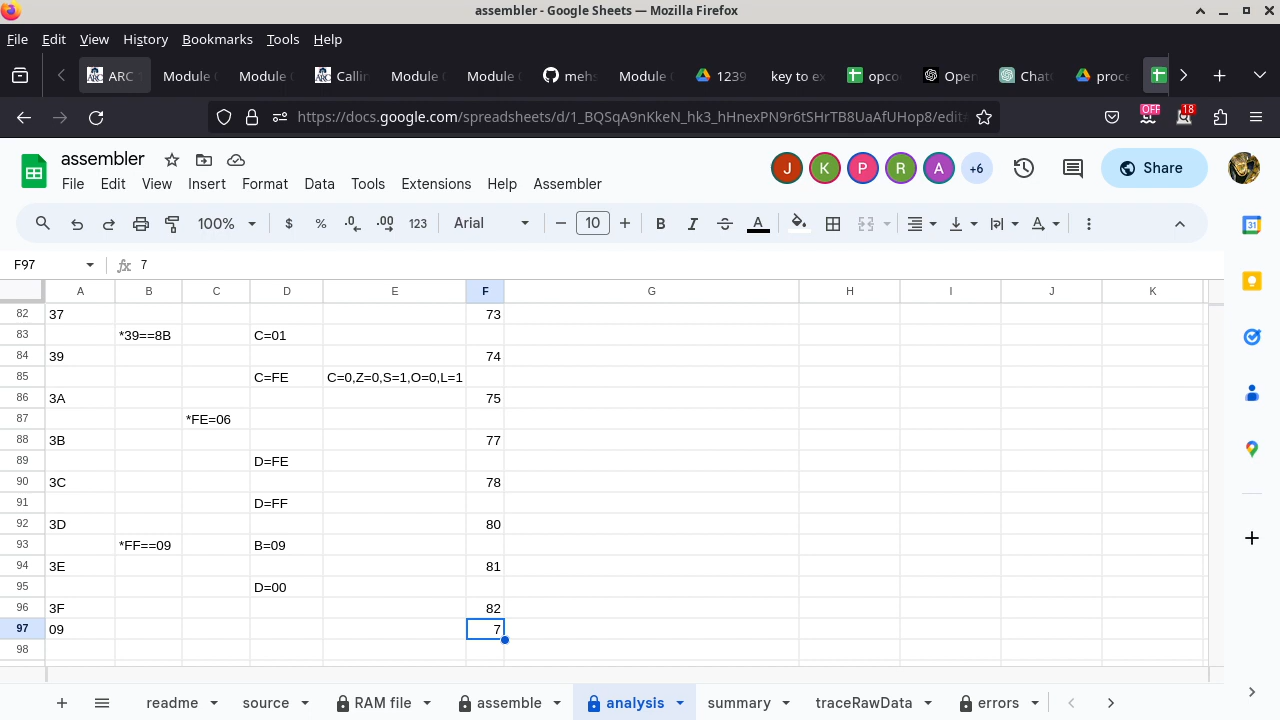 assembler - Google Sheets — Mozilla Firefox
File Edit View History Bookmarks Tools Help
ARC Module Module Callin Module Module mehs Module 1239 key to ex opco Open Chat proce
https://docs.google.com/spreadsheets/d/1_BQSqA9nKkeN_hk3_hHnexPN9r6tSHrTB8UaAfUHop8/edit OFF 18
assembler
J K P R A +6 Share
File Edit View Insert Format Data Tools Extensions Help Assembler
100% $ % .0 .00 123 Arial 10 B I S A
F97 fx 7
A B C D E F G H I J K
82 37 73
83 *39==8B C=01
84 39 74
85 C=FE C=0,Z=0,S=1,O=0,L=1
86 3A 75
87 *FE=06
88 3B 77
89 D=FE
90 3C 78
91 D=FF
92 3D 80
93 *FF==09 B=09
94 3E 81
95 D=00
96 3F 82
97 09 7
98
readme source RAM file assemble analysis summary traceRawData errors